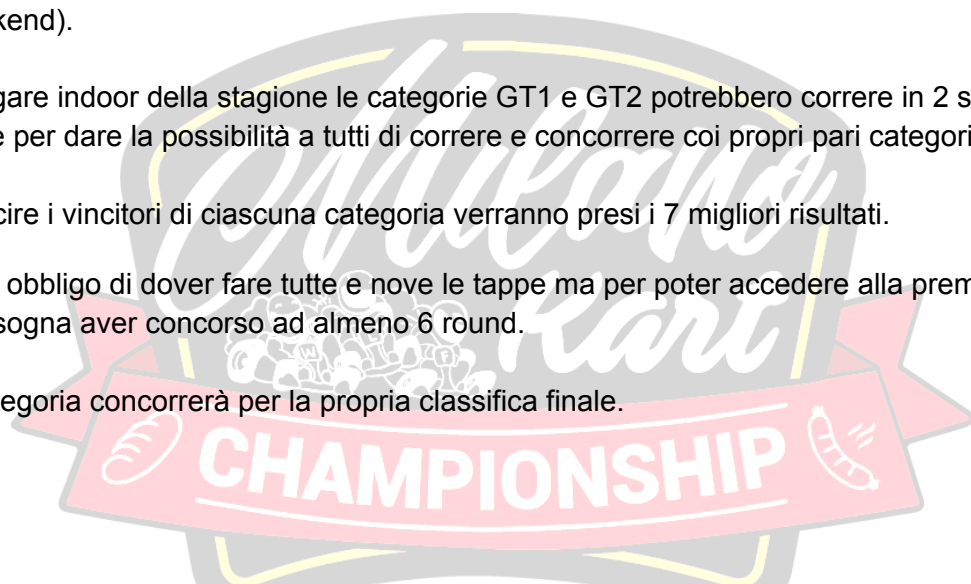 kend).
gare indoor della stagione le categorie GT1 e GT2 potrebbero correre in 2 s
e per dare la possibilità a tutti di correre e concorrere coi propri pari categori
cire i vincitori di ciascuna categoria verranno presi i 7 migliori risultati.
obbligo di dover fare tutte e nove le tappe ma per poter accedere alla prem
sogna aver concorso ad almeno 6 round.
egoria concorrerà per la propria classifica finale.
Milano
Kart
W L F
CHAMPIONSHIP